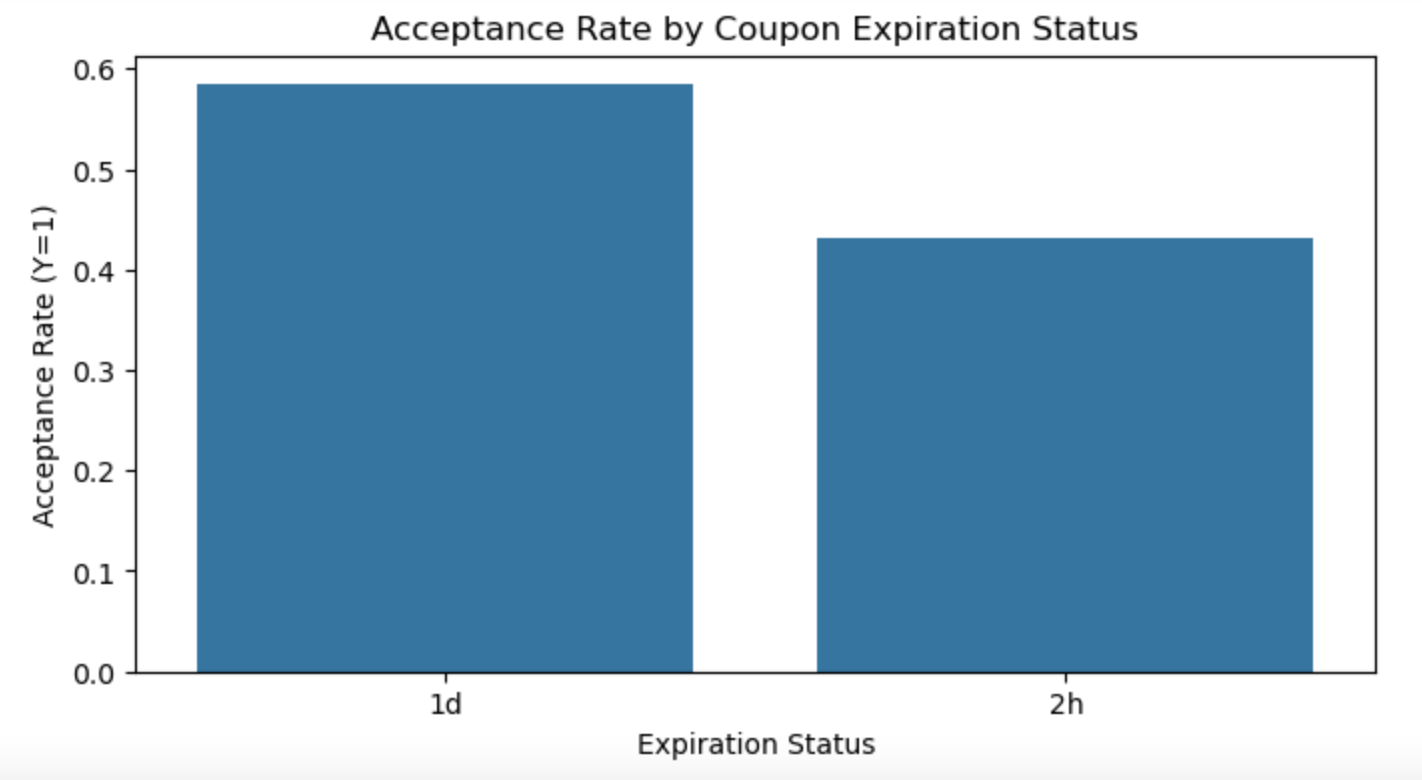 Acceptance Rate by Coupon Expiration Status
Acceptance Rate (Y=1)
0.6
0.5
0.4
0.3
0.2
0.1
0.0
1d 2h
Expiration Status